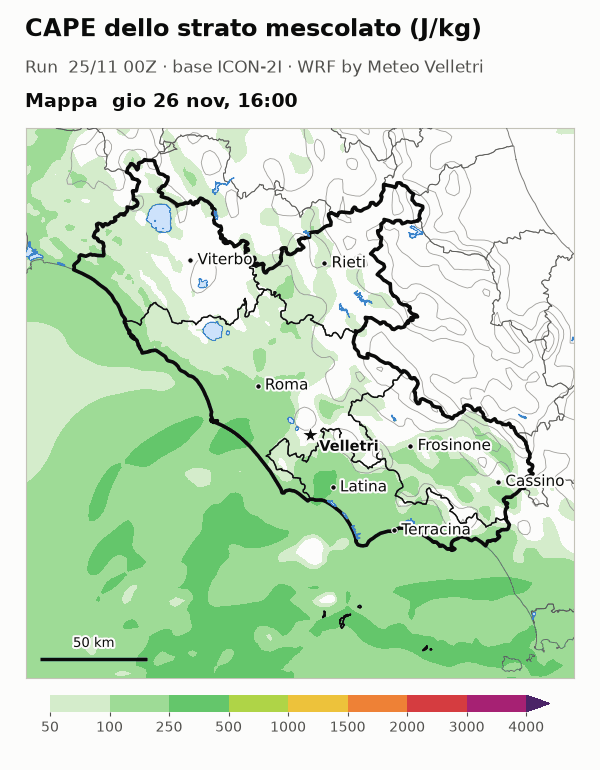 CAPE dello strato mescolato (J/kg)
Run  25/11 00Z · base ICON-2I · WRF by Meteo Velletri
Mappa  gio 26 nov, 16:00
Viterbo
Rieti
Roma
Velletri
Frosinone
Cassino
Latina
Terracina
50 km
50 100 250 500 1000 1500 2000 3000 4000